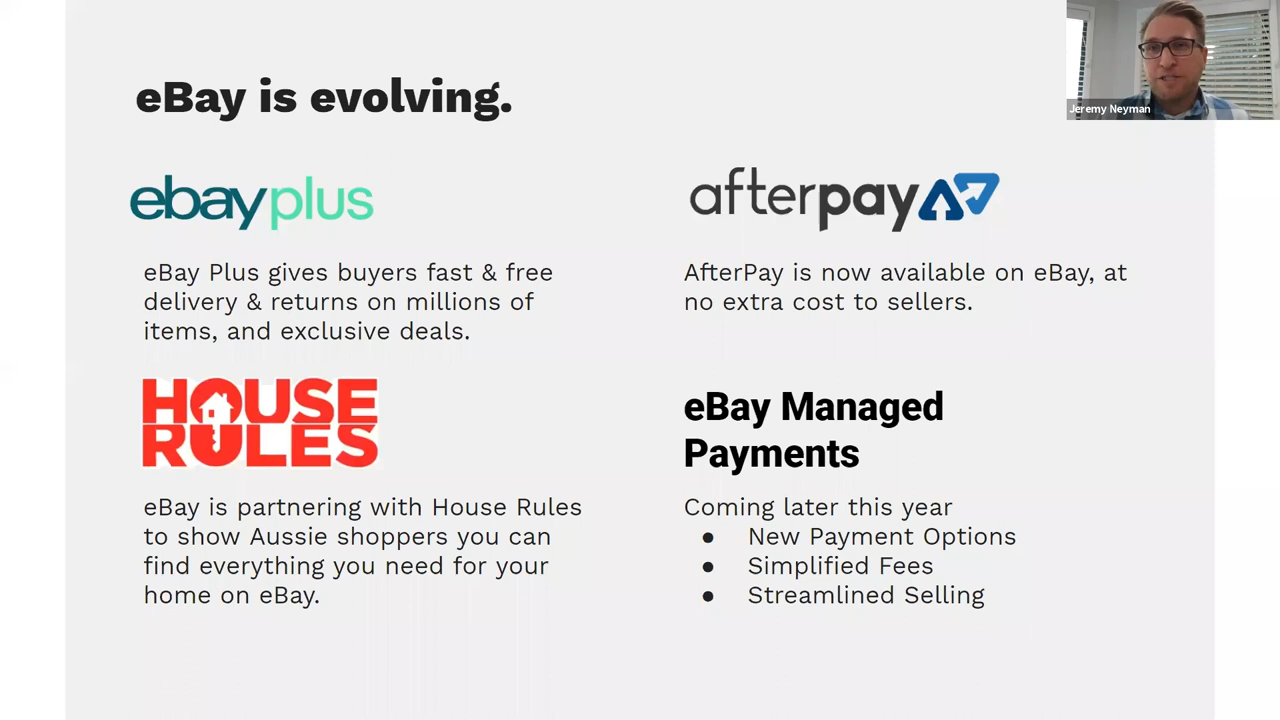 eBay is evolving.
Jeremy Neyman
ebayplus
eBay Plus gives buyers fast & free
delivery & returns on millions of
items, and exclusive deals.
afterpay
AfterPay is now available on eBay, at
no extra cost to sellers.
HOUSE
RULES
eBay is partnering with House Rules
to show Aussie shoppers you can
find everything you need for your
home on eBay.
eBay Managed
Payments
Coming later this year
● New Payment Options
● Simplified Fees
● Streamlined Selling